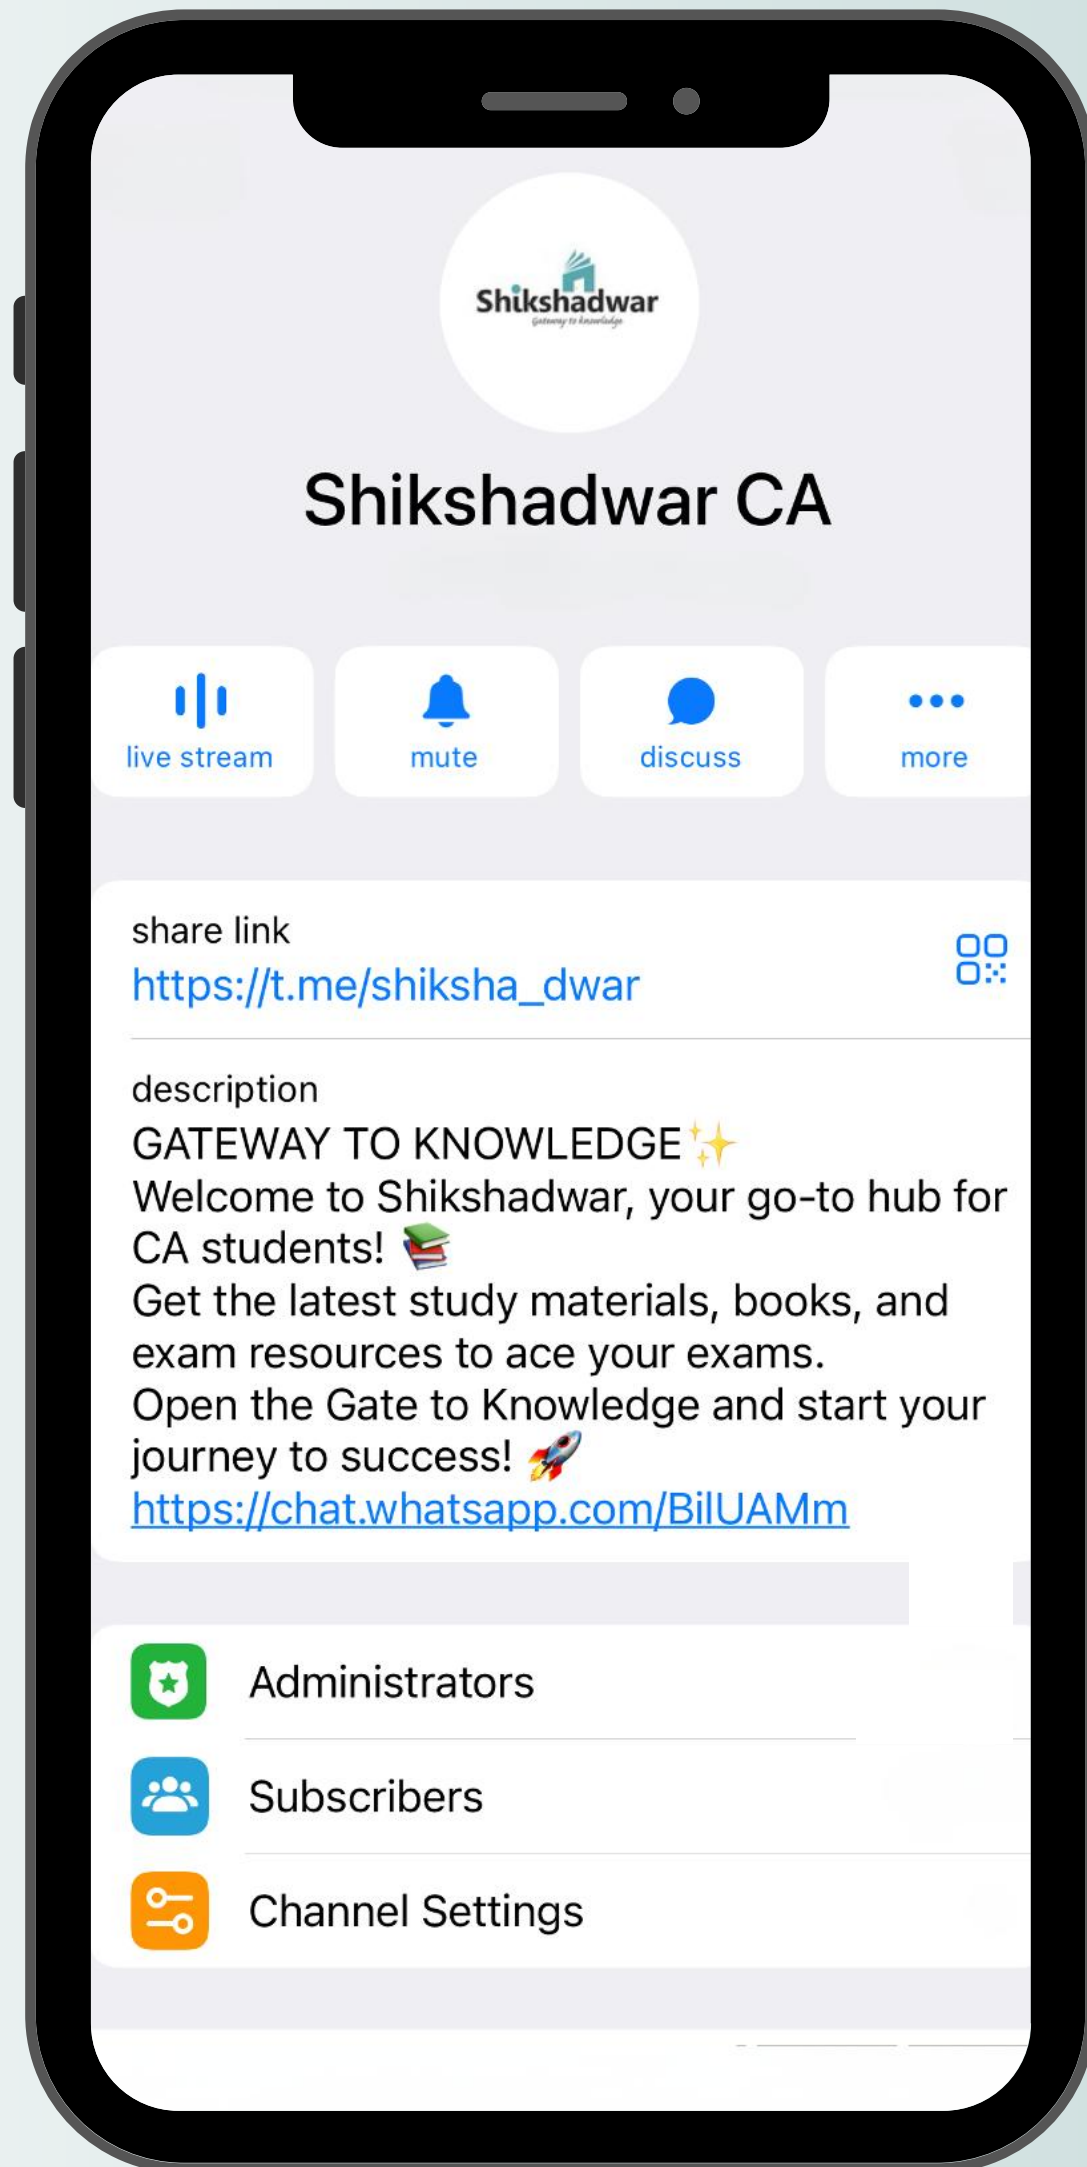 Shikshadwar
Gateway to knowledge
Shikshadwar CA
live stream
mute
discuss
more
share link
https://t.me/shiksha_dwar
description
GATEWAY TO KNOWLEDGE✨
Welcome to Shikshadwar, your go-to hub for
CA students! 📚
Get the latest study materials, books, and
exam resources to ace your exams.
Open the Gate to Knowledge and start your
journey to success! 🚀
https://chat.whatsapp.com/BilUAMm
Administrators
Subscribers
Channel Settings